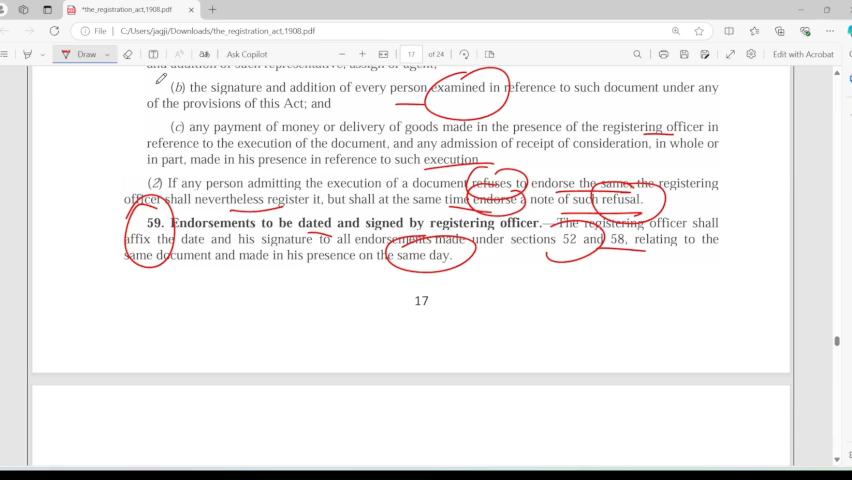 *the_registration_act,1908.pdf
File C:/Users/jagji/Downloads/the_registration_act,1908.pdf
Draw Ask Copilot 17 of 24 Edit with Acrobat
and addition of such representative, assign or agent;
(b) the signature and addition of every person examined in reference to such document under any
of the provisions of this Act; and
(c) any payment of money or delivery of goods made in the presence of the registering officer in
reference to the execution of the document, and any admission of receipt of consideration, in whole or
in part, made in his presence in reference to such execution
(2) If any person admitting the execution of a document refuses to endorse the same, the registering
officer shall nevertheless register it, but shall at the same time endorse a note of such refusal.
59. Endorsements to be dated and signed by registering officer.—The registering officer shall
affix the date and his signature to all endorsements made under sections 52 and 58, relating to the
same document and made in his presence on the same day.
17